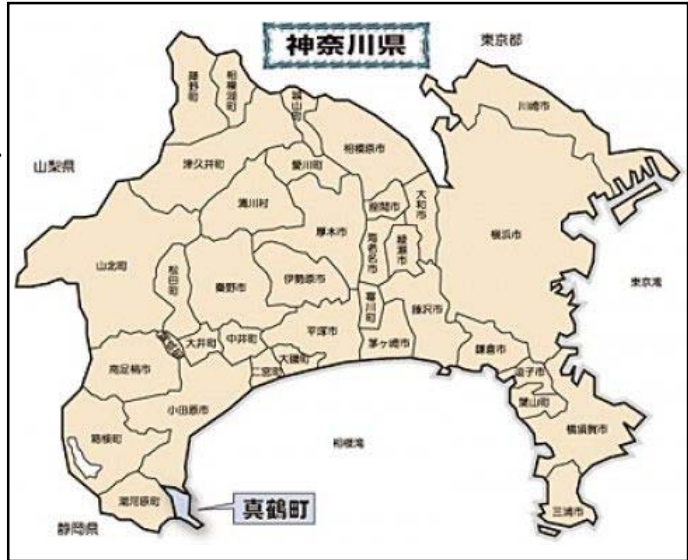 神奈川県
東京都
川崎市
藤野町
相模湖町
城山町
相模原市
山梨県
津久井町
愛川町
清川村
座間市
大和市
厚木市
海老名市
綾瀬市
横浜市
山北町
松田町
秦野市
伊勢原市
東京湾
寒川町
藤沢市
平塚市
茅ヶ崎市
大井町
中井町
大磯町
二宮町
鎌倉市
逗子市
葉山町
南足柄市
小田原市
横須賀市
箱根町
相模湾
湯河原町
真鶴町
三浦市
静岡県